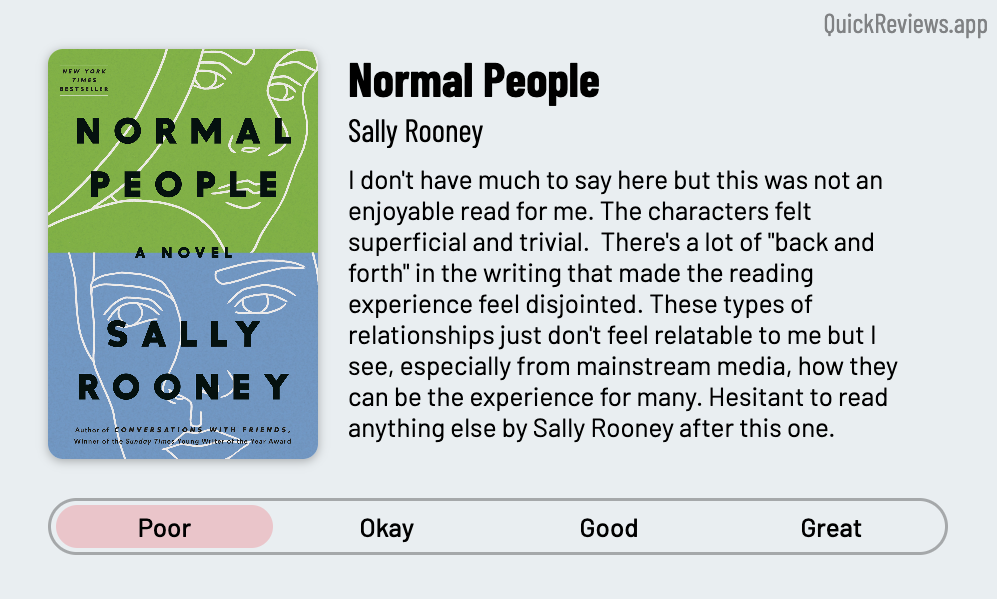 QuickReviews.app
NEW YORK
TIMES
BESTSELLER
NORMAL
PEOPLE
A NOVEL
SALLY
ROONEY
Author of CONVERSATIONS WITH FRIENDS,
Winner of the Sunday Times Young Writer of the Year Award
Normal People
Sally Rooney
I don't have much to say here but this was not an
enjoyable read for me. The characters felt
superficial and trivial.  There's a lot of "back and
forth" in the writing that made the reading
experience feel disjointed. These types of
relationships just don't feel relatable to me but I
see, especially from mainstream media, how they
can be the experience for many. Hesitant to read
anything else by Sally Rooney after this one.
Poor Okay Good Great